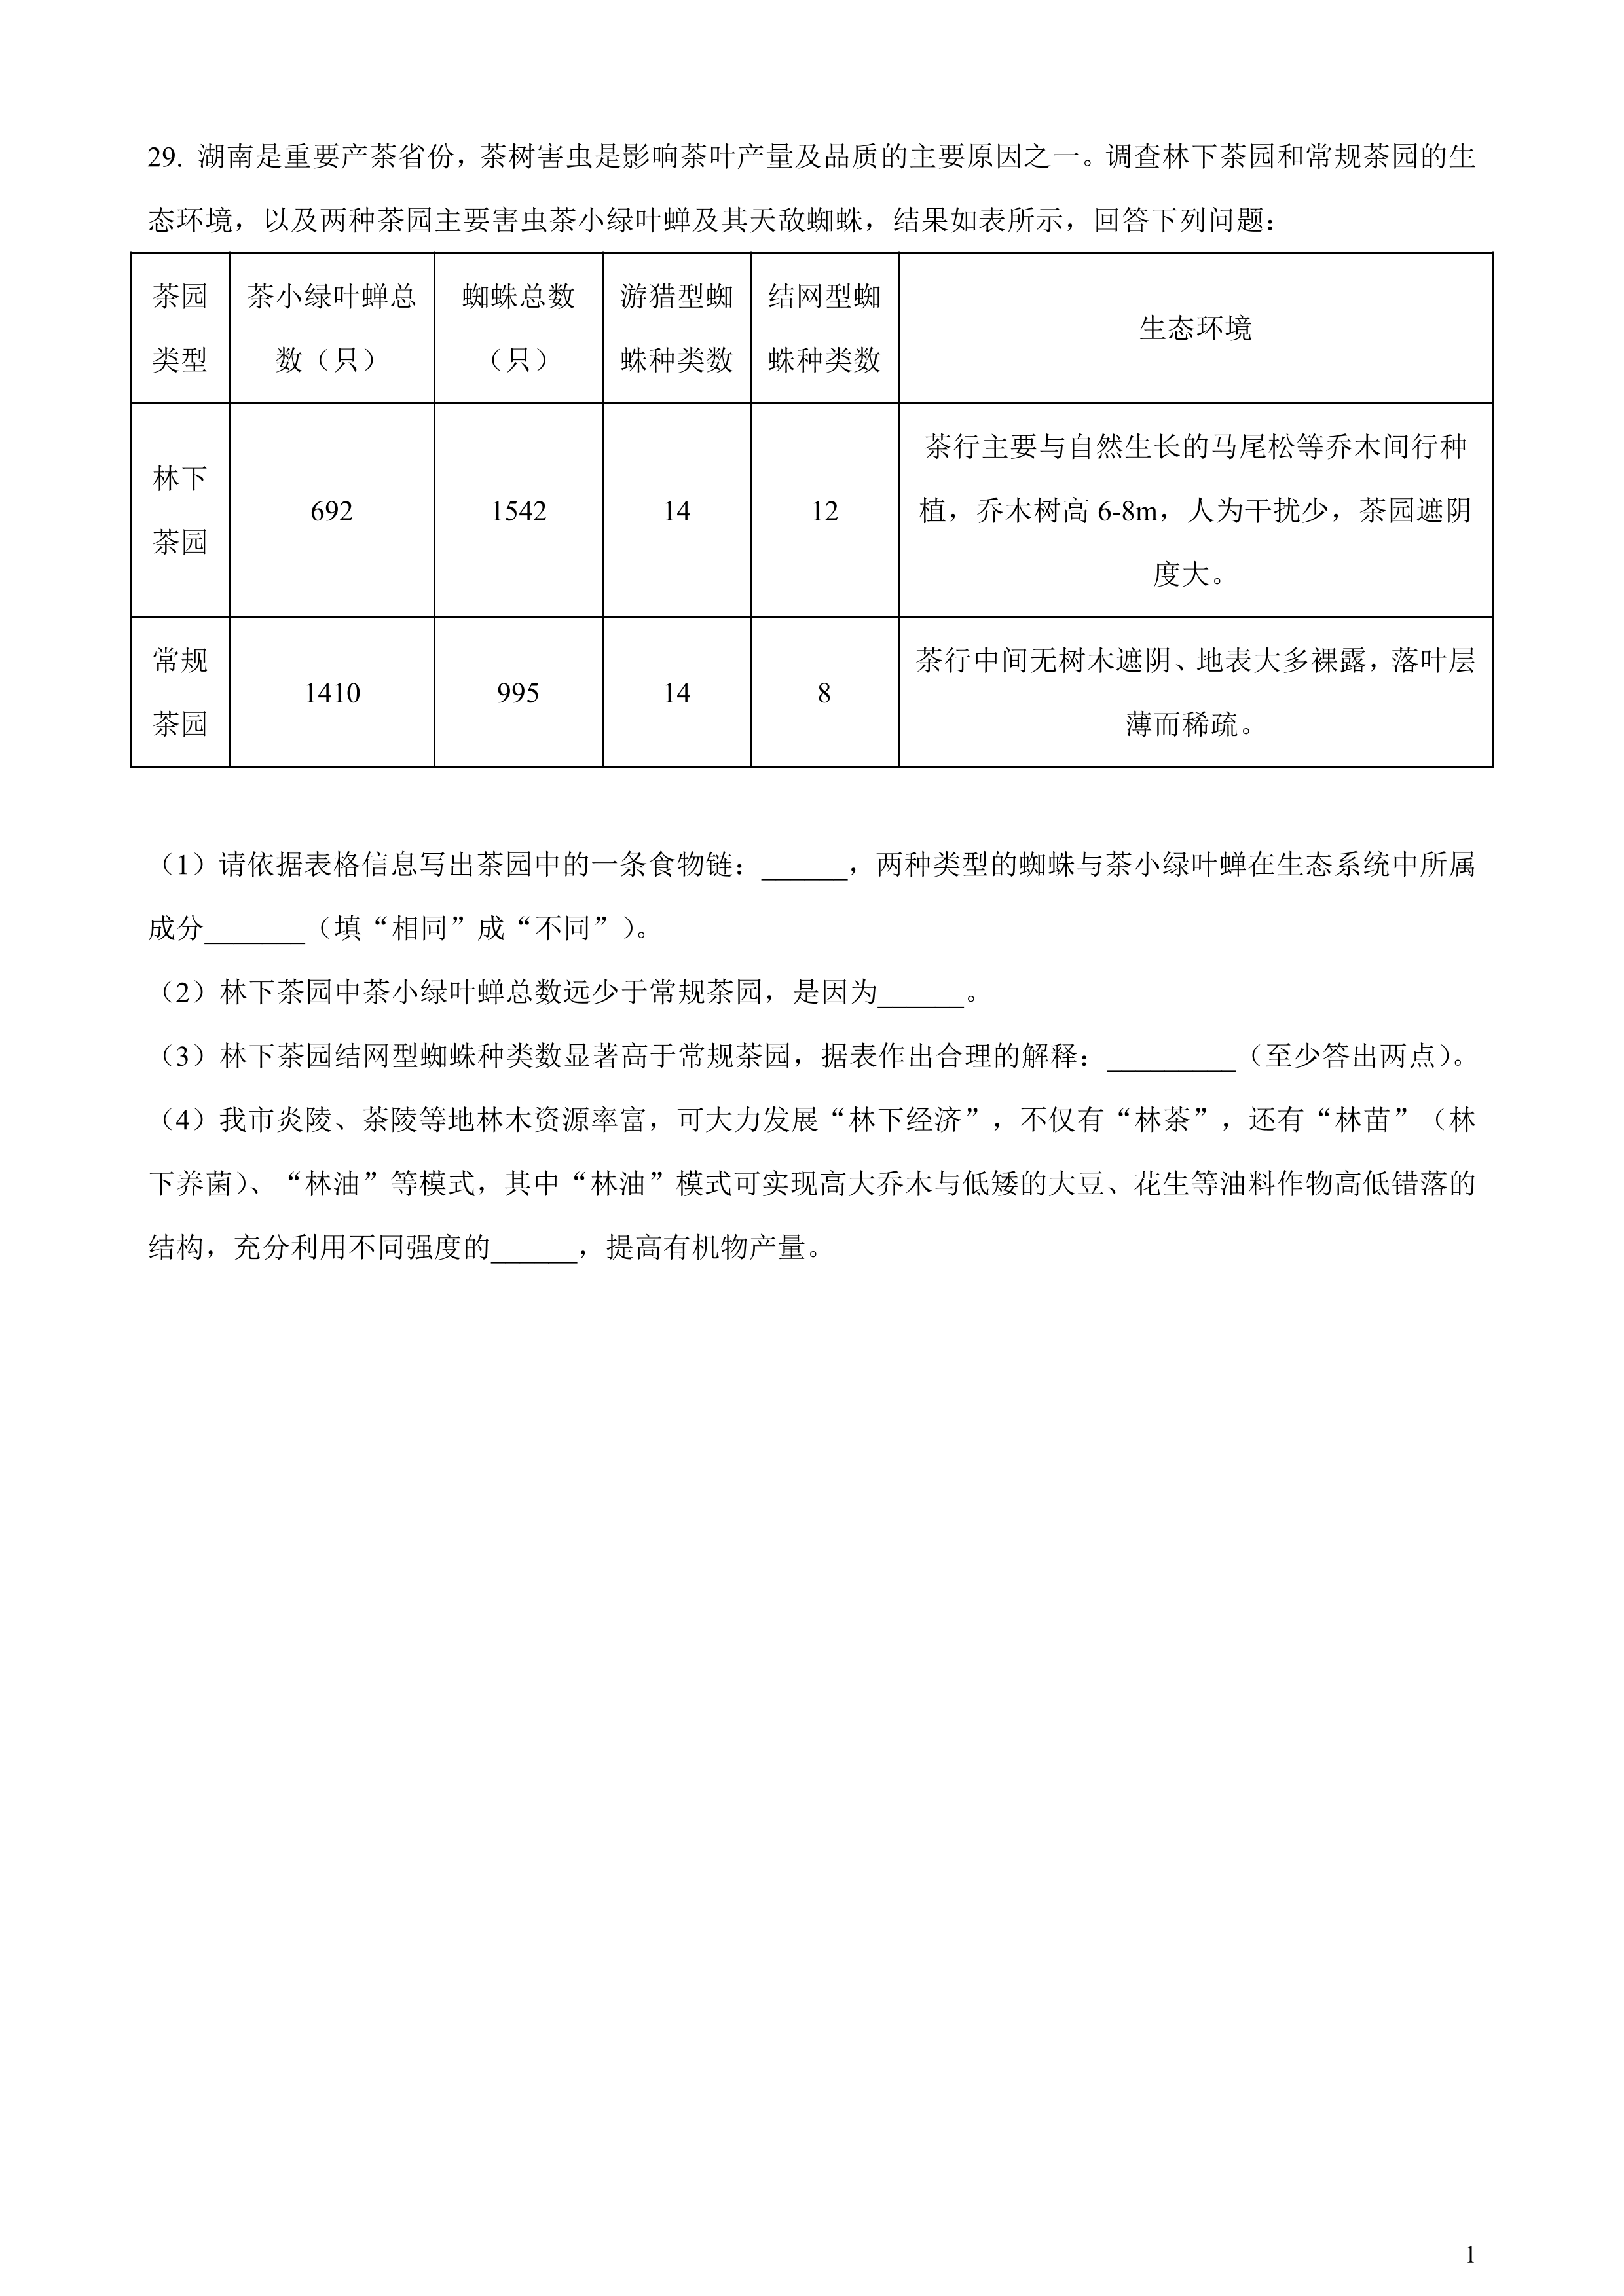 29. 湖南是重要产茶省份，茶树害虫是影响茶叶产量及品质的主要原因之一。调查林下茶园和常规茶园的生
态环境，以及两种茶园主要害虫茶小绿叶蝉及其天敌蜘蛛，结果如表所示，回答下列问题：
茶园类型 茶小绿叶蝉总数（只） 蜘蛛总数（只） 游猎型蜘蛛种类数 结网型蜘蛛种类数 生态环境
林下茶园 692 1542 14 12 茶行主要与自然生长的马尾松等乔木间行种植，乔木树高 6-8m，人为干扰少，茶园遮阴度大。
常规茶园 1410 995 14 8 茶行中间无树木遮阴、地表大多裸露，落叶层薄而稀疏。
（1）请依据表格信息写出茶园中的一条食物链：______，两种类型的蜘蛛与茶小绿叶蝉在生态系统中所属
成分_______（填“相同”成“不同”）。
（2）林下茶园中茶小绿叶蝉总数远少于常规茶园，是因为______。
（3）林下茶园结网型蜘蛛种类数显著高于常规茶园，据表作出合理的解释：_________（至少答出两点）。
（4）我市炎陵、茶陵等地林木资源率富，可大力发展“林下经济”，不仅有“林茶”，还有“林苗”（林
下养菌）、“林油”等模式，其中“林油”模式可实现高大乔木与低矮的大豆、花生等油料作物高低错落的
结构，充分利用不同强度的______，提高有机物产量。
1